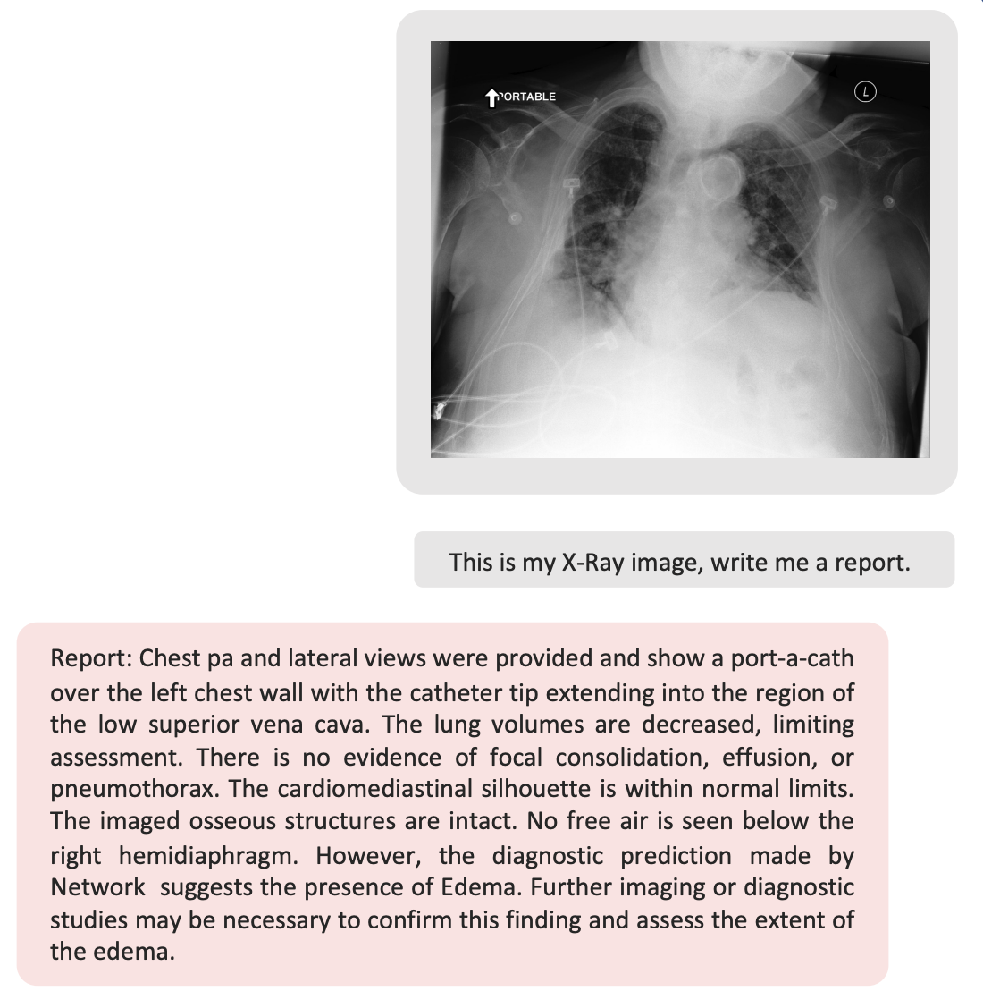 PORTABLE
L
This is my X-Ray image, write me a report.
Report: Chest pa and lateral views were provided and show a port-a-cath
over the left chest wall with the catheter tip extending into the region of
the low superior vena cava. The lung volumes are decreased, limiting
assessment. There is no evidence of focal consolidation, effusion, or
pneumothorax. The cardiomediastinal silhouette is within normal limits.
The imaged osseous structures are intact. No free air is seen below the
right hemidiaphragm. However, the diagnostic prediction made by
Network suggests the presence of Edema. Further imaging or diagnostic
studies may be necessary to confirm this finding and assess the extent of
the edema.